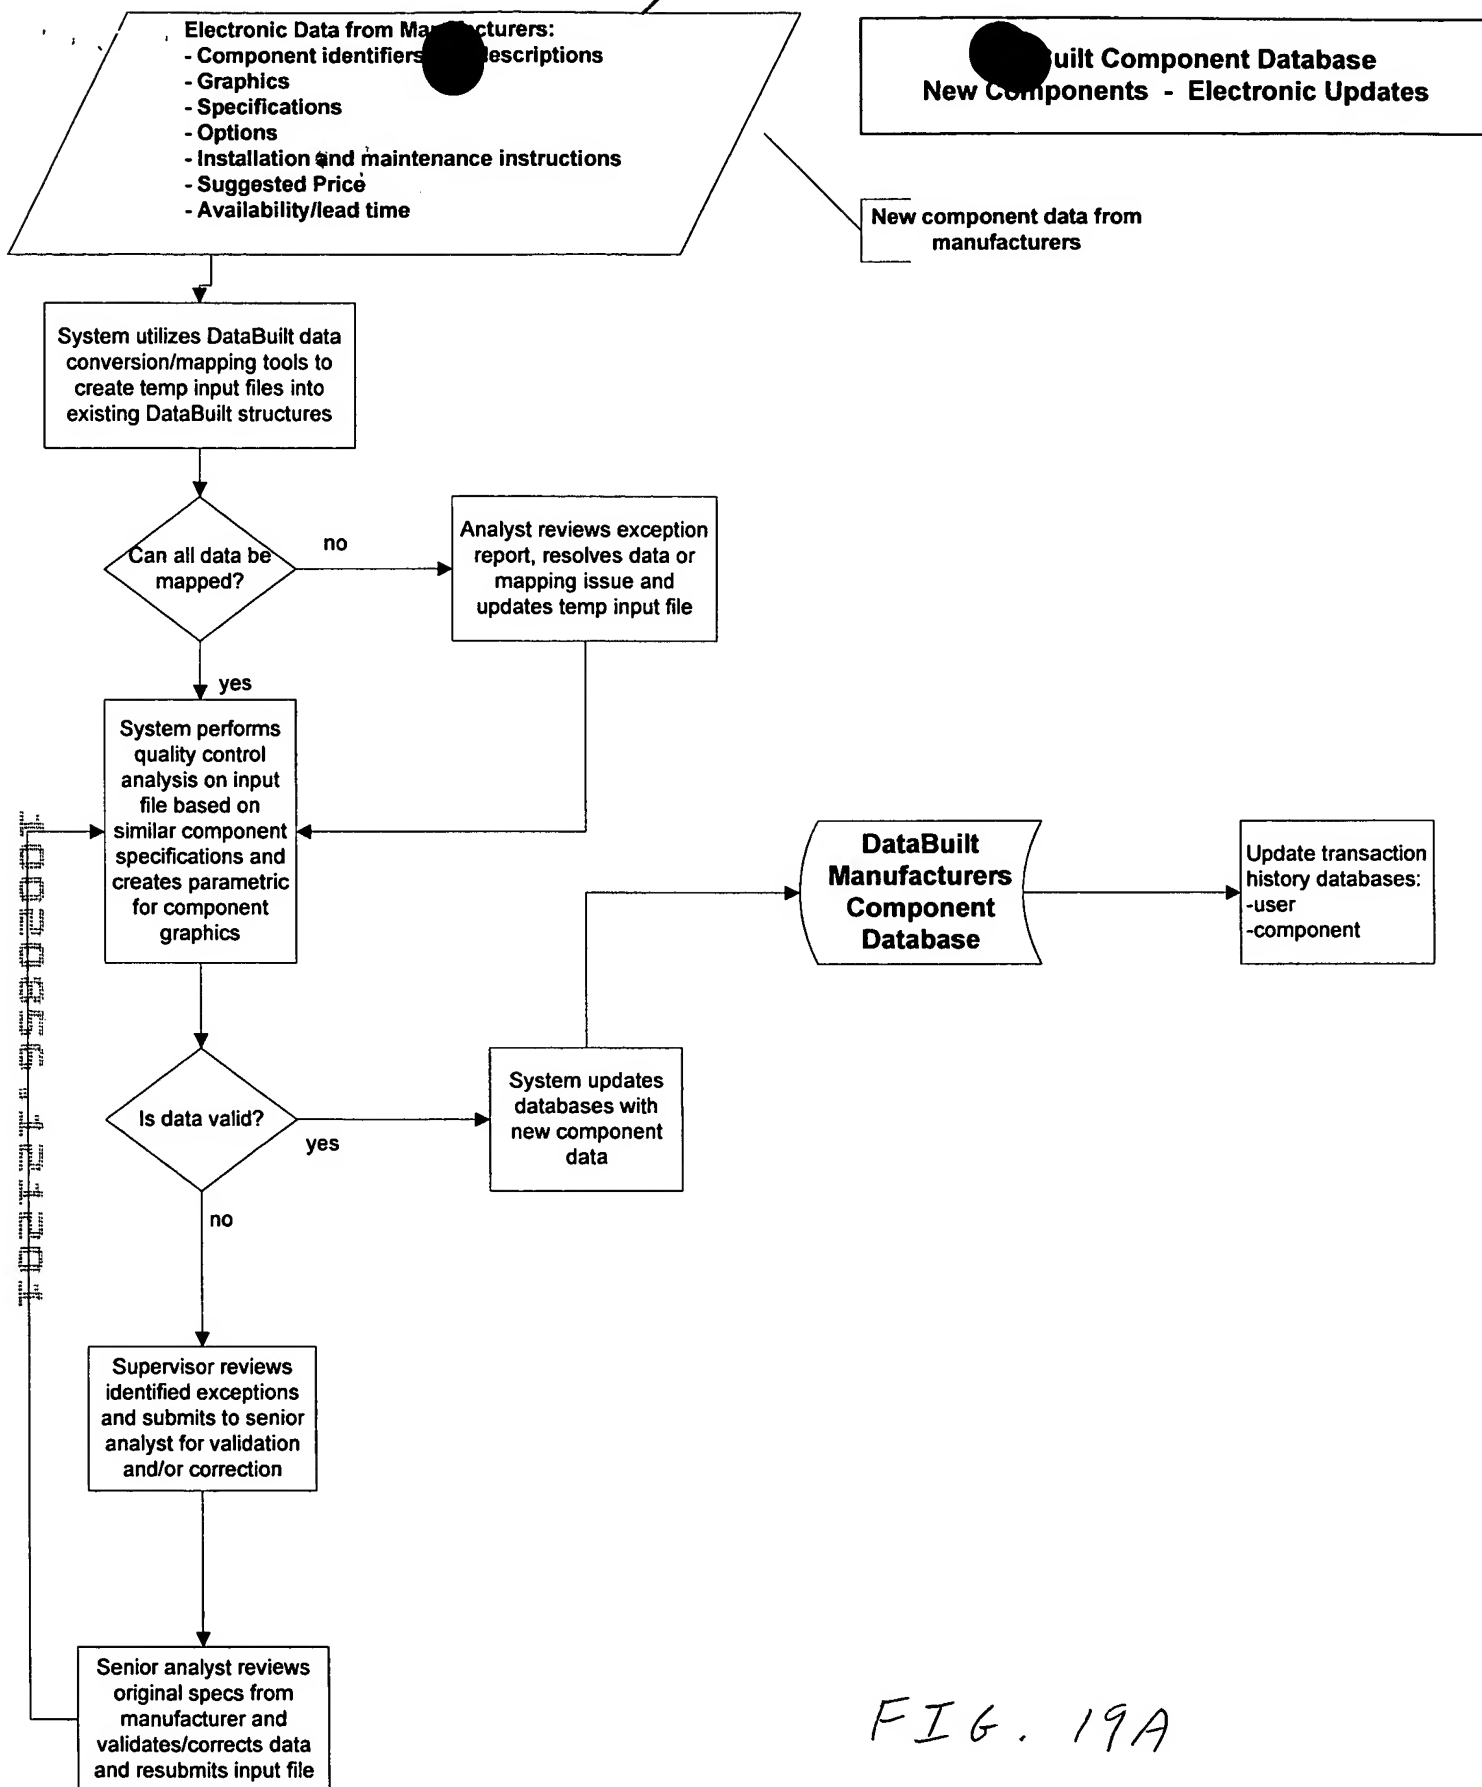 Electronic Data from Manufacturers:
- Component identifiers descriptions
- Graphics
- Specifications
- Options
- Installation and maintenance instructions
- Suggested Price
- Availability/lead time
Built Component Database
New Components - Electronic Updates
New component data from
manufacturers
System utilizes DataBuilt data
conversion/mapping tools to
create temp input files into
existing DataBuilt structures
Can all data be
mapped?
no
Analyst reviews exception
report, resolves data or
mapping issue and
updates temp input file
yes
System performs
quality control
analysis on input
file based on
similar component
specifications and
creates parametric
for component
graphics
DataBuilt
Manufacturers
Component
Database
Update transaction
history databases:
-user
-component
Is data valid?
yes
System updates
databases with
new component
data
no
Supervisor reviews
identified exceptions
and submits to senior
analyst for validation
and/or correction
Senior analyst reviews
original specs from
manufacturer and
validates/corrects data
and resubmits input file
FIG. 19A